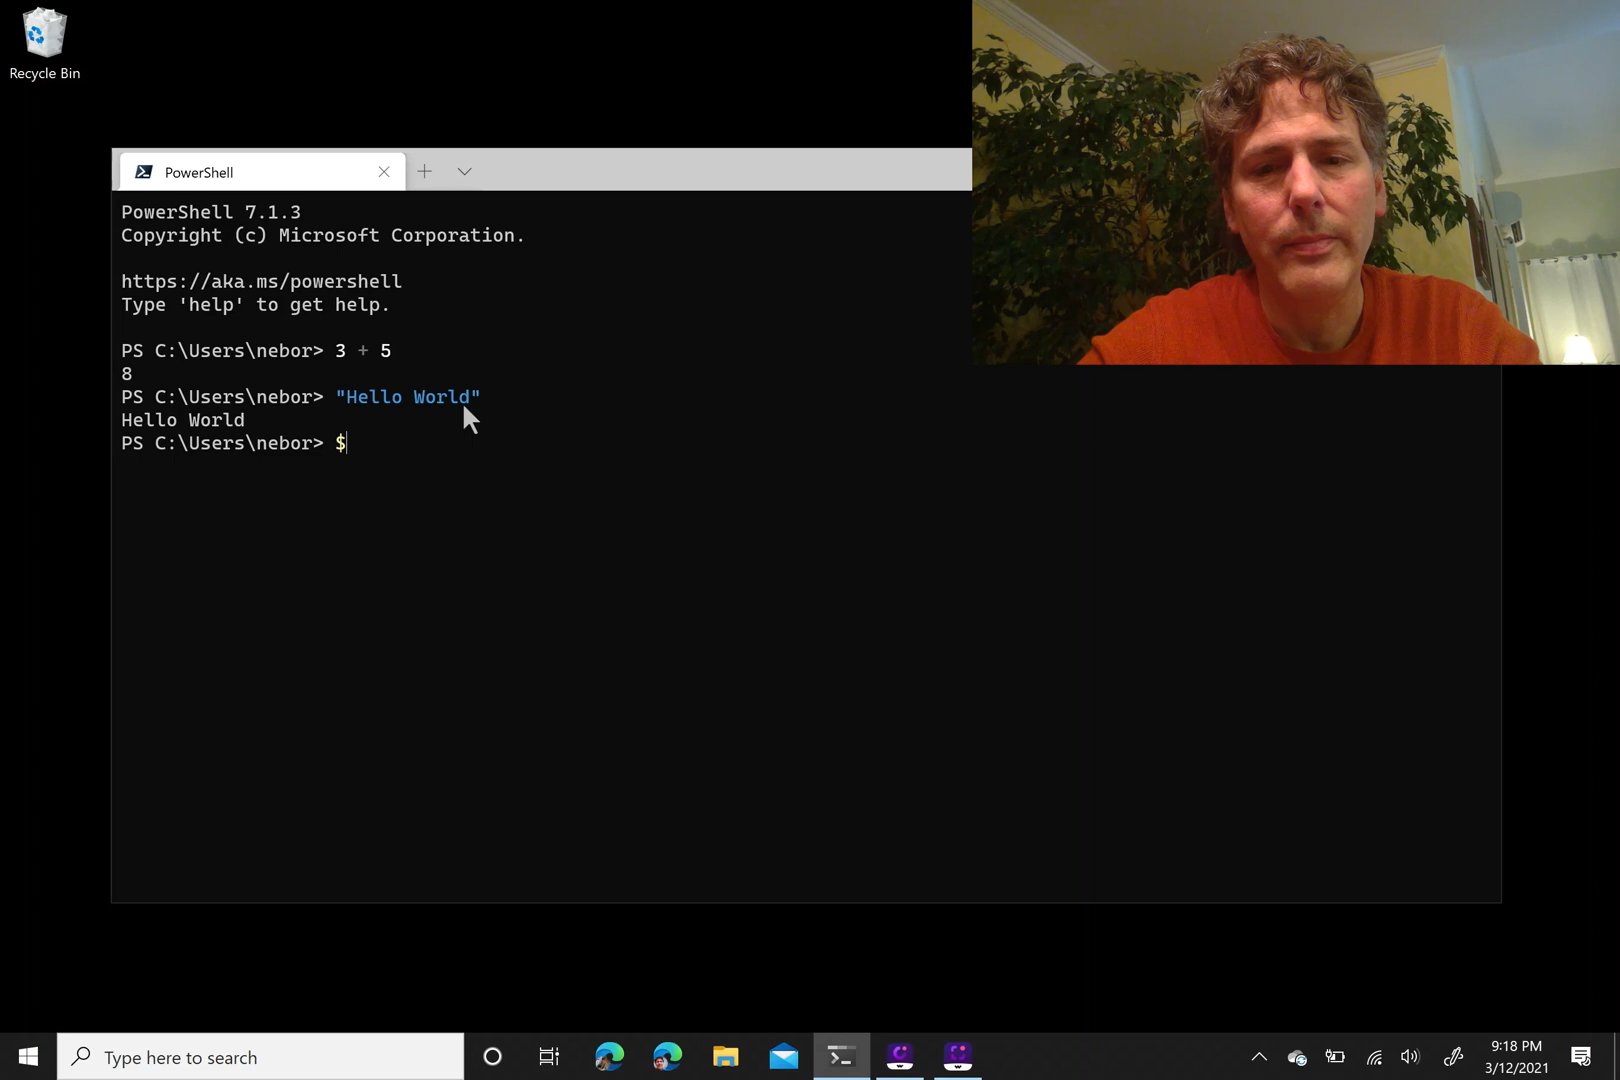 Recycle Bin
PowerShell
PowerShell 7.1.3
Copyright (c) Microsoft Corporation.
https://aka.ms/powershell
Type 'help' to get help.
PS C:\Users\nebor> 3 + 5
8
PS C:\Users\nebor> "Hello World"
Hello World
PS C:\Users\nebor> $
Type here to search
9:18 PM
3/12/2021